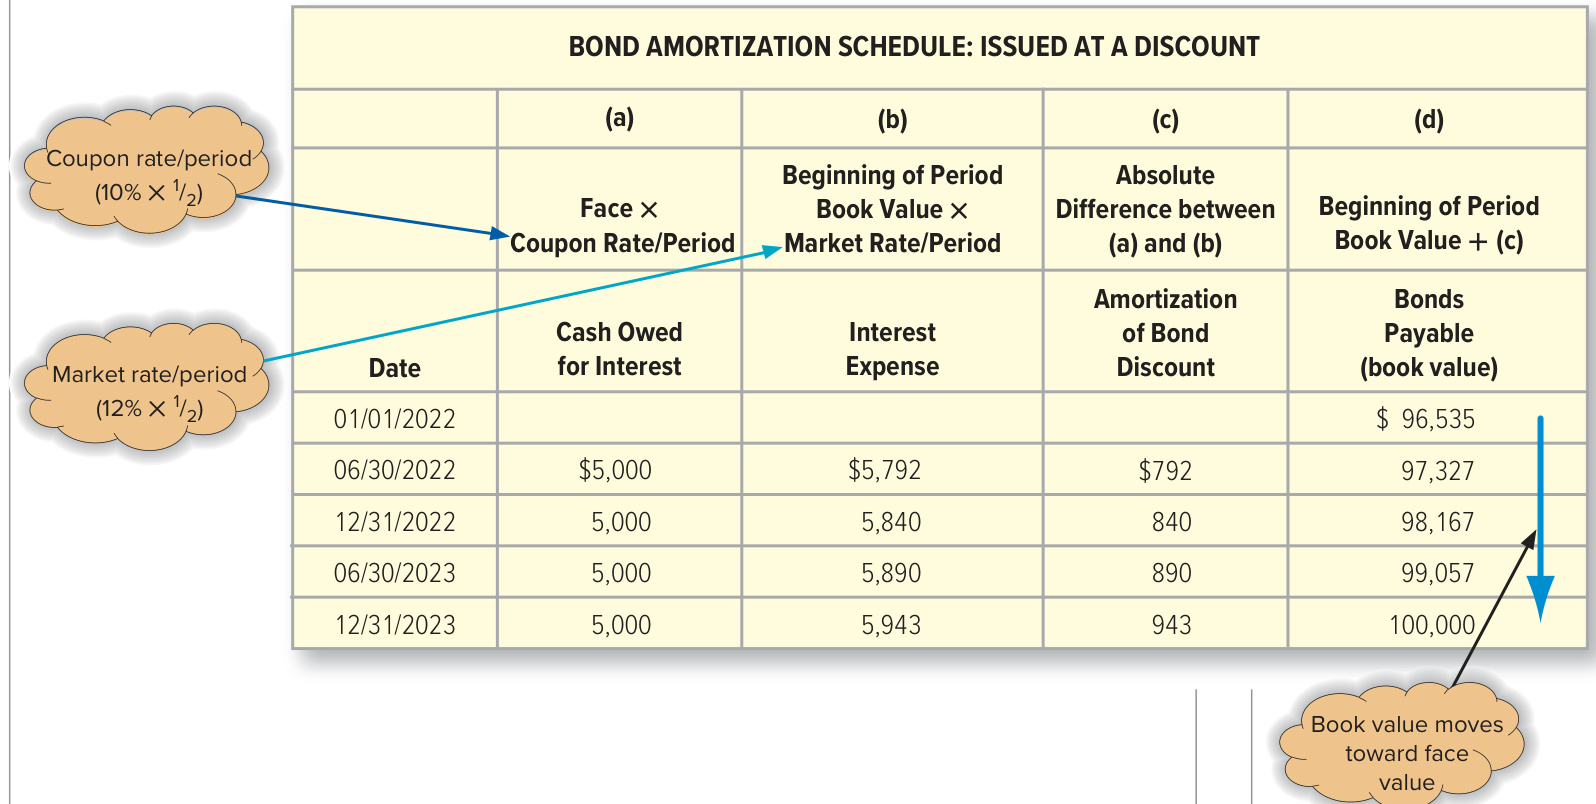 BOND AMORTIZATION SCHEDULE: ISSUED AT A DISCOUNT
(a) (b) (c) (d)
Coupon rate/period
(10% × 1/2)
Face ×
Coupon Rate/Period
Beginning of Period
Book Value ×
Market Rate/Period
Absolute
Difference between
(a) and (b)
Beginning of Period
Book Value + (c)
Market rate/period
(12% × 1/2)
Date
Cash Owed
for Interest
Interest
Expense
Amortization
of Bond
Discount
Bonds
Payable
(book value)
01/01/2022 $ 96,535
06/30/2022 $5,000 $5,792 $792 97,327
12/31/2022 5,000 5,840 840 98,167
06/30/2023 5,000 5,890 890 99,057
12/31/2023 5,000 5,943 943 100,000
Book value moves
toward face
value